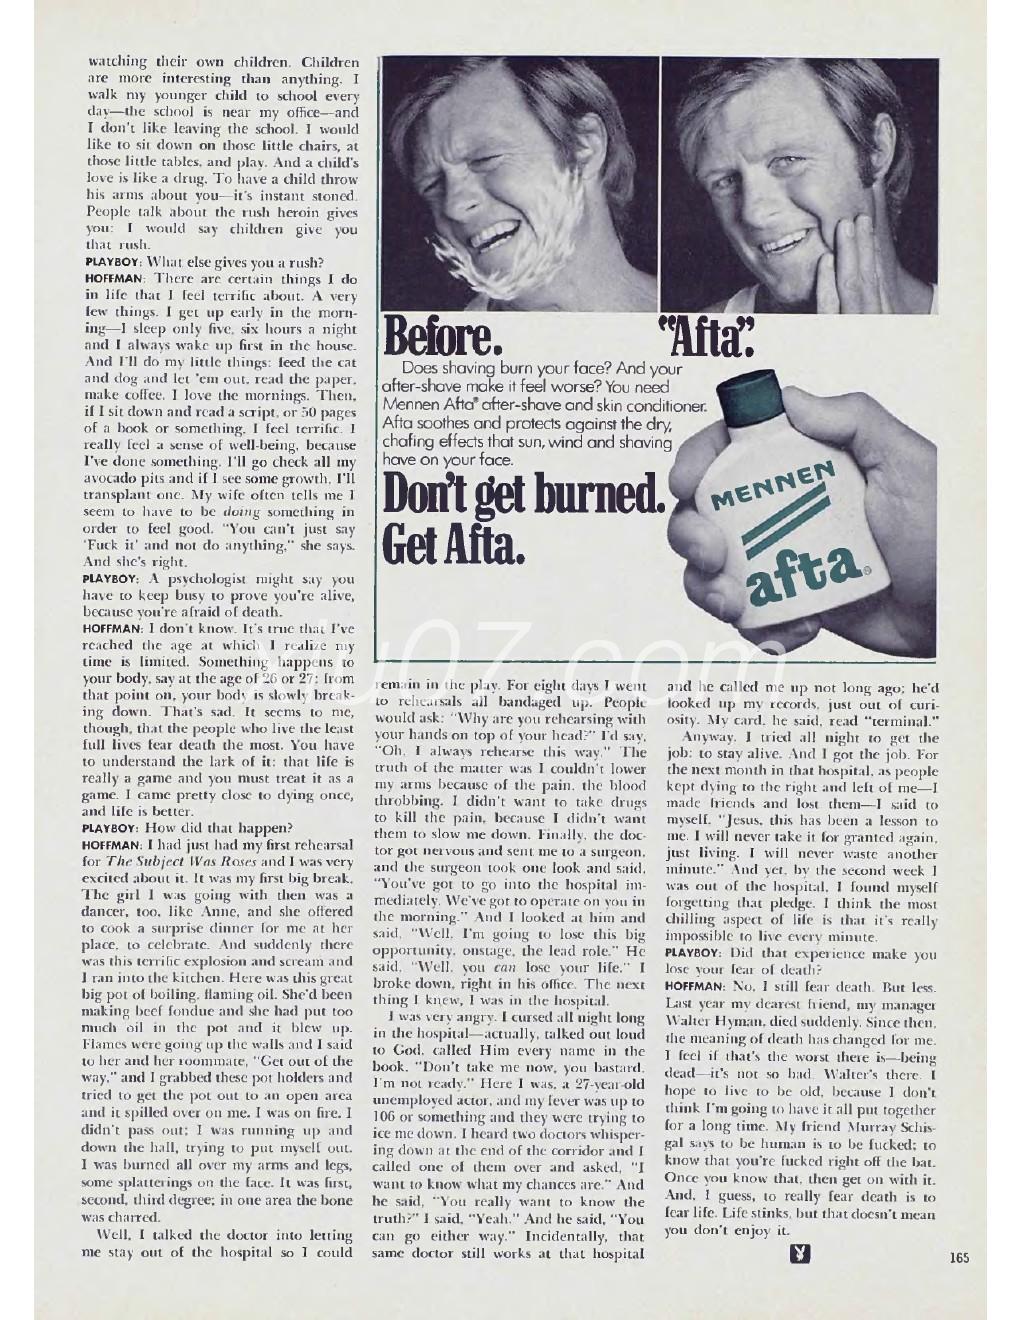 watching their own children. Children
are more interesting than anything. I
walk my younger child to school every
day—the school is near my office—and
I don't like leaving the school. I would
like to sit down on those little chairs, at
those little tables, and play. And a child's
love is like a drug. To have a child throw
his arms about you—it's instant stoned.
People talk about the rush heroin gives
you: I would say children give you
that rush.
PLAYBOY: What else gives you a rush?
HOFFMAN: There are certain things I do
in life that I feel terrific about. A very
few things. I get up early in the morn-
ing—I sleep only five, six hours a night
and I always wake up first in the house.
And I'll do my little things: feed the cat
and dog and let 'em out, read the paper,
make coffee. I love the mornings. Then,
if I sit down and read a script, or 50 pages
of a book or something, I feel terrific. I
really feel a sense of well-being, because
I've done something. I'll go check all my
avocado pits and if I see some growth, I'll
transplant one. My wife often tells me I
seem to have to be doing something in
order to feel good. "You can't just say
'Fuck it' and not do anything," she says.
And she's right.
PLAYBOY: A psychologist might say you
have to keep busy to prove you're alive,
because you're afraid of death.
HOFFMAN: I don't know. It's true that I've
reached the age at which I realize my
time is limited. Something happens to
your body, say at the age of 26 or 27: from
that point on, your body is slowly break-
ing down. That's sad. It seems to me,
though, that the people who live the least
full lives fear death the most. You have
to understand the lark of it: that life is
really a game and you must treat it as a
game. I came pretty close to dying once,
and life is better.
PLAYBOY: How did that happen?
HOFFMAN: I had just had my first rehearsal
for The Subject Was Roses and I was very
excited about it. It was my first big break.
The girl I was going with then was a
dancer, too, like Anne, and she offered
to cook a surprise dinner for me at her
place, to celebrate. And suddenly there
was this terrific explosion and scream and
I ran into the kitchen. Here was this great
big pot of boiling, flaming oil. She'd been
making beef fondue and she had put too
much oil in the pot and it blew up.
Flames were going up the walls and I said
to her and her roommate, "Get out of the
way," and I grabbed these pot holders and
tried to get the pot out to an open area
and it spilled over on me. I was on fire. I
didn't pass out; I was running up and
down the hall, trying to put myself out.
I was burned all over my arms and legs,
some splatterings on the face. It was first,
second, third degree; in one area the bone
was charred.
Well, I talked the doctor into letting
me stay out of the hospital so I could
Before.
"Afta".
Does shaving burn your face? And your
after-shave make it feel worse? You need
Mennen Afta® after-shave and skin conditioner.
Afta soothes and protects against the dry,
chafing effects that sun, wind and shaving
have on your face.
Don't get burned.
Get Afta.
MENNEN
afta®
remain in the play. For eight days I went
to rehearsals all bandaged up. People
would ask: "Why are you rehearsing with
your hands on top of your head?" I'd say,
"Oh, I always rehearse this way." The
truth of the matter was I couldn't lower
my arms because of the pain, the blood
throbbing. I didn't want to take drugs
to kill the pain, because I didn't want
them to slow me down. Finally, the doc-
tor got nervous and sent me to a surgeon,
and the surgeon took one look and said,
"You've got to go into the hospital im-
mediately. We've got to operate on you in
the morning." And I looked at him and
said, "Well, I'm going to lose this big
opportunity, onstage, the lead role." He
said, "Well, you can lose your life." I
broke down, right in his office. The next
thing I knew, I was in the hospital.
I was very angry. I cursed all night long
in the hospital—actually, talked out loud
to God, called Him every name in the
book. "Don't take me now, you bastard.
I'm not ready." Here I was, a 27-year-old
unemployed actor, and my fever was up to
106 or something and they were trying to
ice me down. I heard two doctors whisper-
ing down at the end of the corridor and I
called one of them over and asked, "I
want to know what my chances are." And
he said, "You really want to know the
truth?" I said, "Yeah." And he said, "You
can go either way." Incidentally, that
same doctor still works at that hospital
and he called me up not long ago; he'd
looked up my records, just out of curi-
osity. My card, he said, read "terminal."
Anyway, I tried all night to get the
job: to stay alive. And I got the job. For
the next month in that hospital, as people
kept dying to the right and left of me—I
made friends and lost them—I said to
myself, "Jesus, this has been a lesson to
me. I will never take it for granted again,
just living. I will never waste another
minute." And yet, by the second week I
was out of the hospital, I found myself
forgetting that pledge. I think the most
chilling aspect of life is that it's really
impossible to live every minute.
PLAYBOY: Did that experience make you
lose your fear of death?
HOFFMAN: No, I still fear death. But less.
Last year my dearest friend, my manager
Walter Hyman, died suddenly. Since then,
the meaning of death has changed for me.
I feel if that's the worst there is—being
dead—it's not so bad. Walter's there. I
hope to live to be old, because I don't
think I'm going to have it all put together
for a long time. My friend Murray Schis-
gal says to be human is to be fucked; to
know that you're fucked right off the bat.
Once you know that, then get on with it.
And, I guess, to really fear death is to
fear life. Life stinks, but that doesn't mean
you don't enjoy it.
165